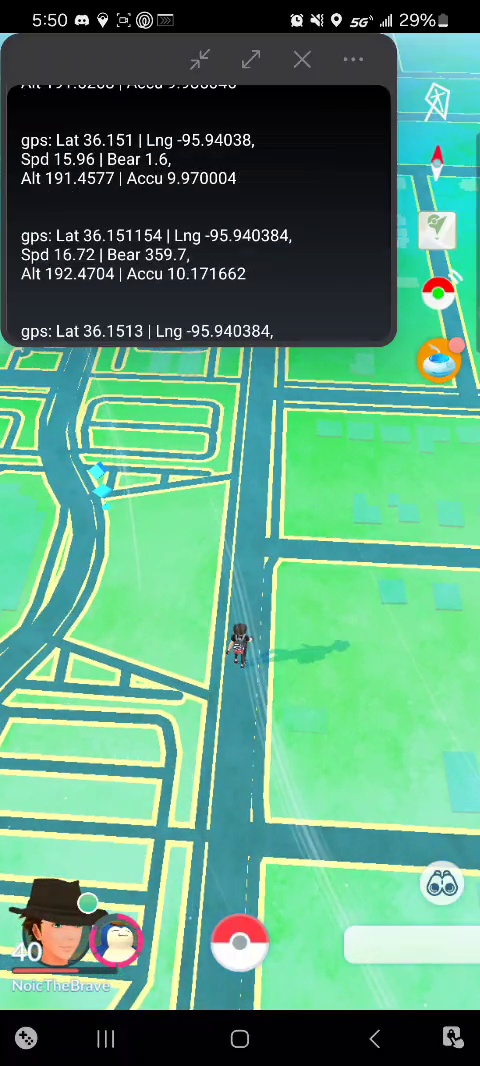 5:50
5G
29%
gps: Lat 36.151 | Lng -95.94038,
Spd 15.96 | Bear 1.6,
Alt 191.4577 | Accu 9.970004
gps: Lat 36.151154 | Lng -95.940384,
Spd 16.72 | Bear 359.7,
Alt 192.4704 | Accu 10.171662
gps: Lat 36.1513 | Lng -95.940384,
40
NoicTheBrave